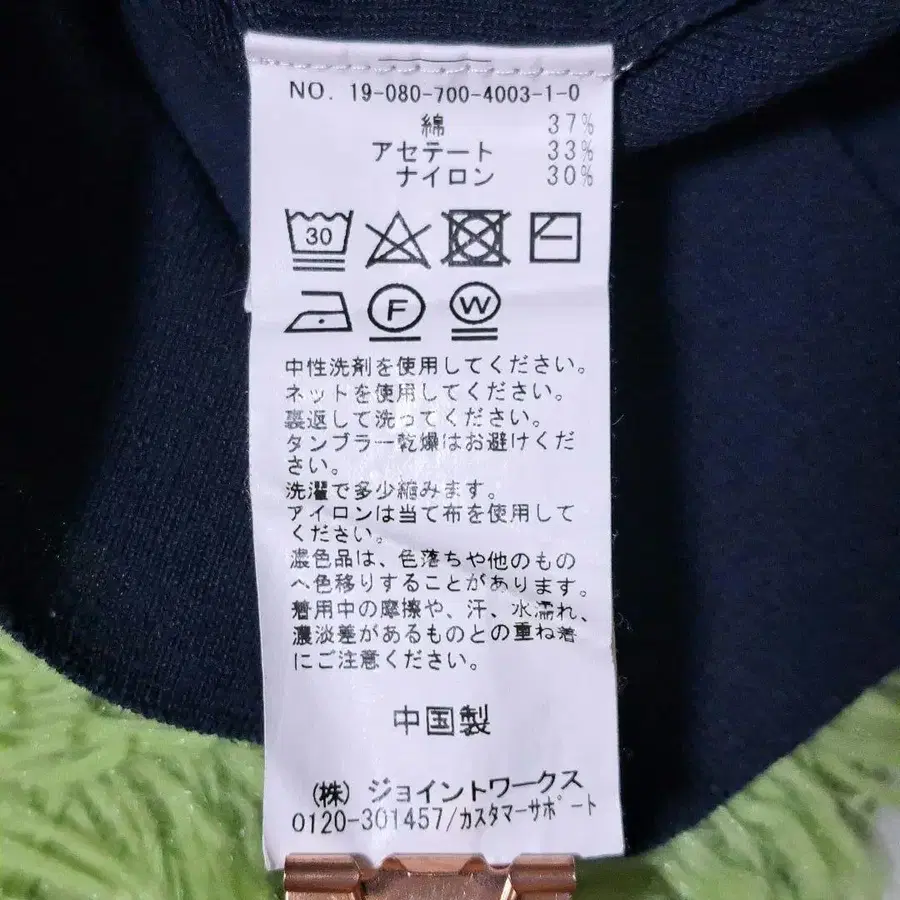 NO. 19-080-700-4003-1-0
綿 37%
アセテート 33%
ナイロン 30%
30
F
W
中性洗剤を使用してください。
ネットを使用してください。
裏返して洗ってください。
タンブラー乾燥はお避けくだ
さい。
洗濯で多少縮みます。
アイロンは当て布を使用して
ください。
濃色品は、色落ちや他のもの
へ色移りすることがあります。
着用中の摩擦や、汗、水濡れ、
濃淡差があるものとの重ね着
にご注意ください。
中国製
(株) ジョイントワークス
0120-301457/カスタマーサポート